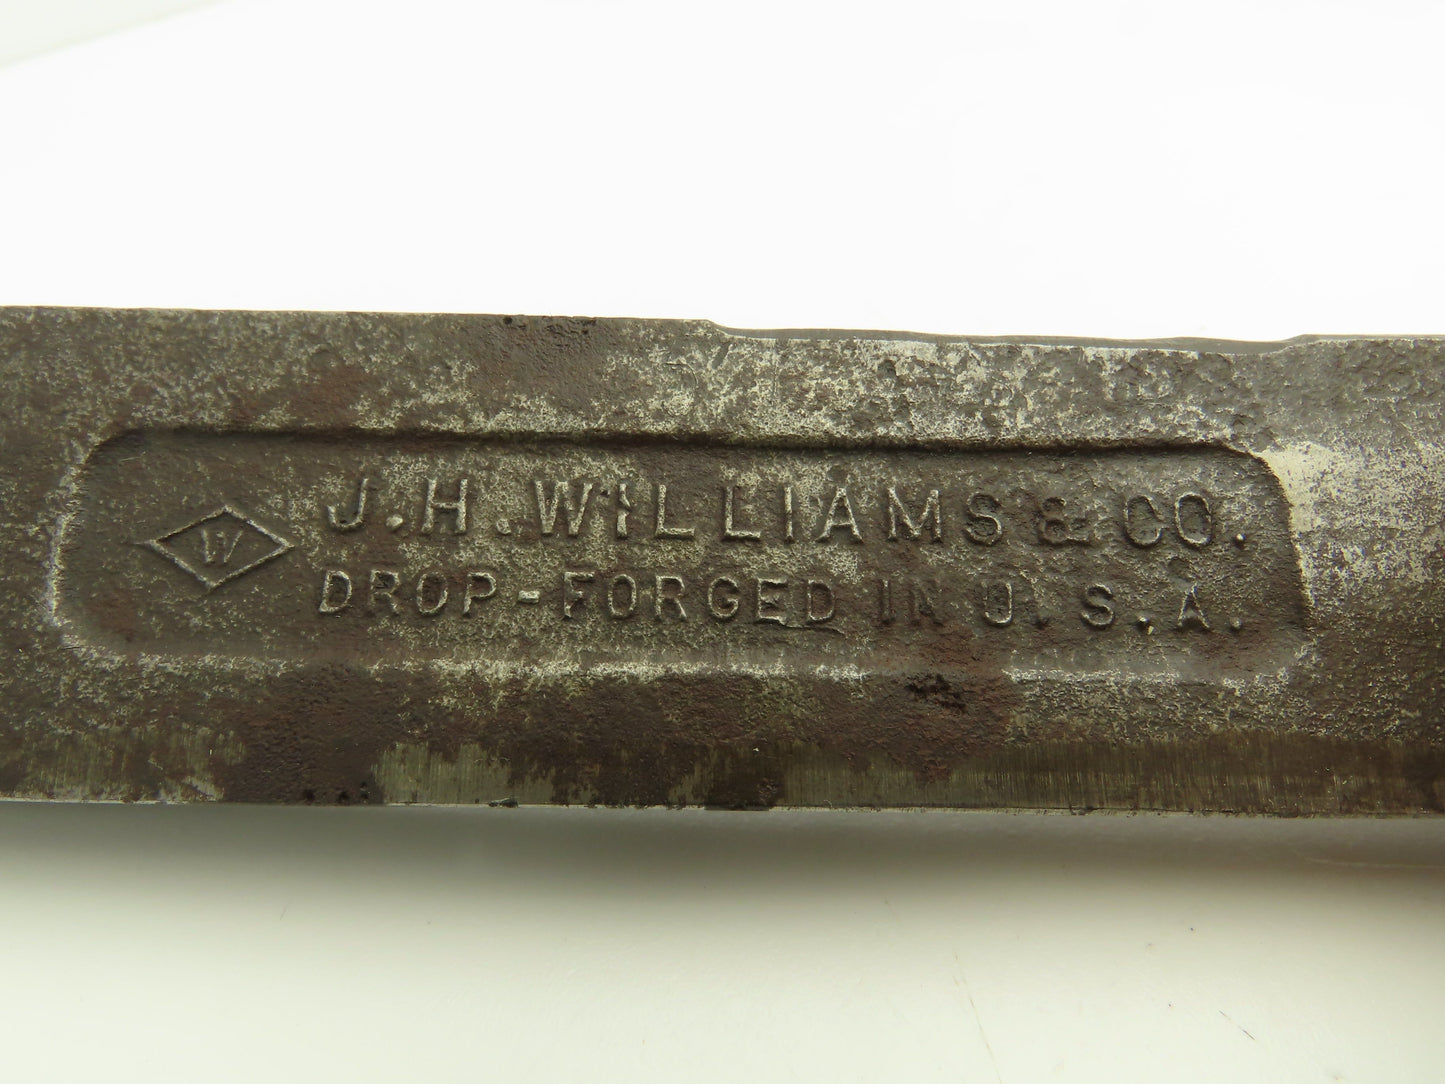 W
J.H.WILLIAMS & CO.
DROP-FORGED IN U.S.A.